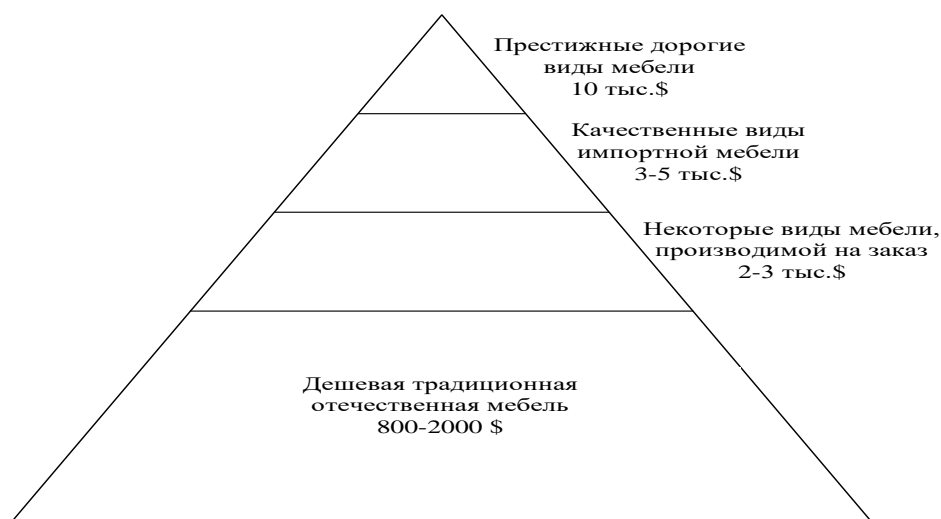 Престижные дорогие
виды мебели
10 тыс.$
Качественные виды
импортной мебели
3-5 тыс.$
Некоторые виды мебели,
производимой на заказ
2-3 тыс.$
Дешевая традиционная
отечественная мебель
800-2000 $